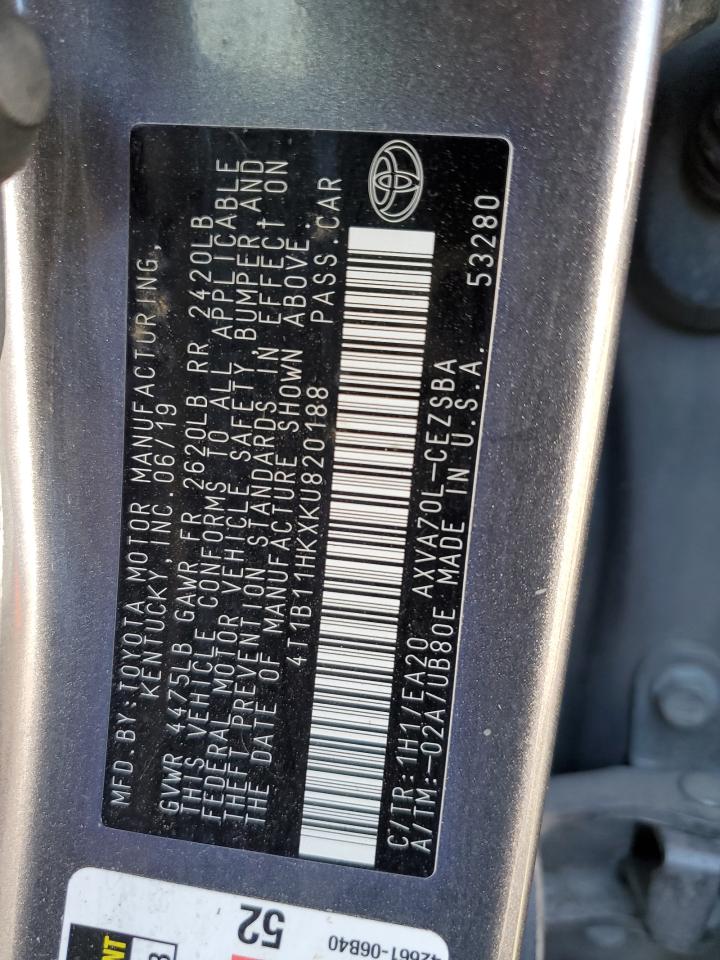 MFD.BY:TOYOTA MOTOR MANUFACTURING,
KENTUCKY, INC.06/19
GVWR 4475LB GAWR FR 2620LB RR 2420LB
THIS VEHICLE CONFORMS TO ALL APPLICABLE
FEDERAL MOTOR VEHICLE SAFETY,BUMPER AND
THEFT PREVENTION STANDARDS IN EFFECT ON
THE DATE OF MANUFACTURE SHOWN ABOVE.
4T1B11HKXKU820188 PASS.CAR
C/TR:1H1/EA20 AXVA70L-CEZSBA
A/TM:-02A/UB80E MADE IN U.S.A. 53280
52
42661-06B40